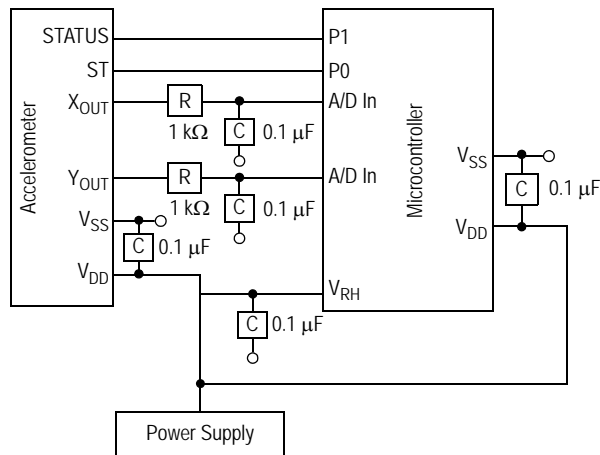 STATUS
ST
XOUT
YOUT
VSS
VDD
Accelerometer
R
1 kΩ
C
0.1 µF
R
1 kΩ
C
0.1 µF
C
0.1 µF
P1
P0
A/D In
A/D In
VRH
Microcontroller
VSS
VDD
C
0.1 µF
C
0.1 µF
Power Supply